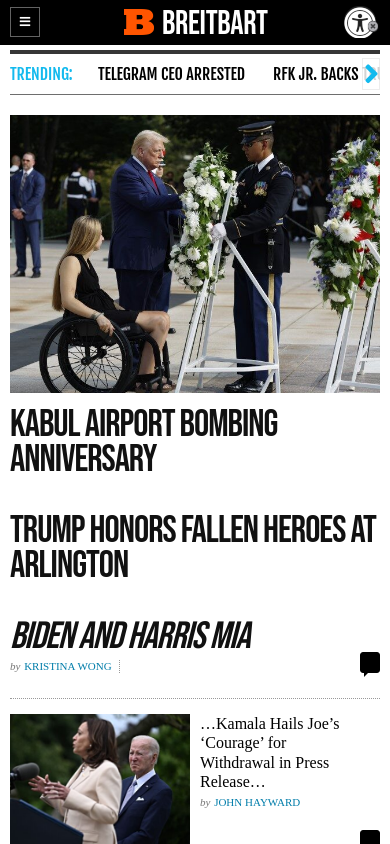 BREITBART
TRENDING:
TELEGRAM CEO ARRESTED
RFK JR. BACKS
KABUL AIRPORT BOMBING
ANNIVERSARY
TRUMP HONORS FALLEN HEROES AT
ARLINGTON
BIDEN AND HARRIS MIA
by KRISTINA WONG
…Kamala Hails Joe’s
‘Courage’ for
Withdrawal in Press
Release…
by JOHN HAYWARD